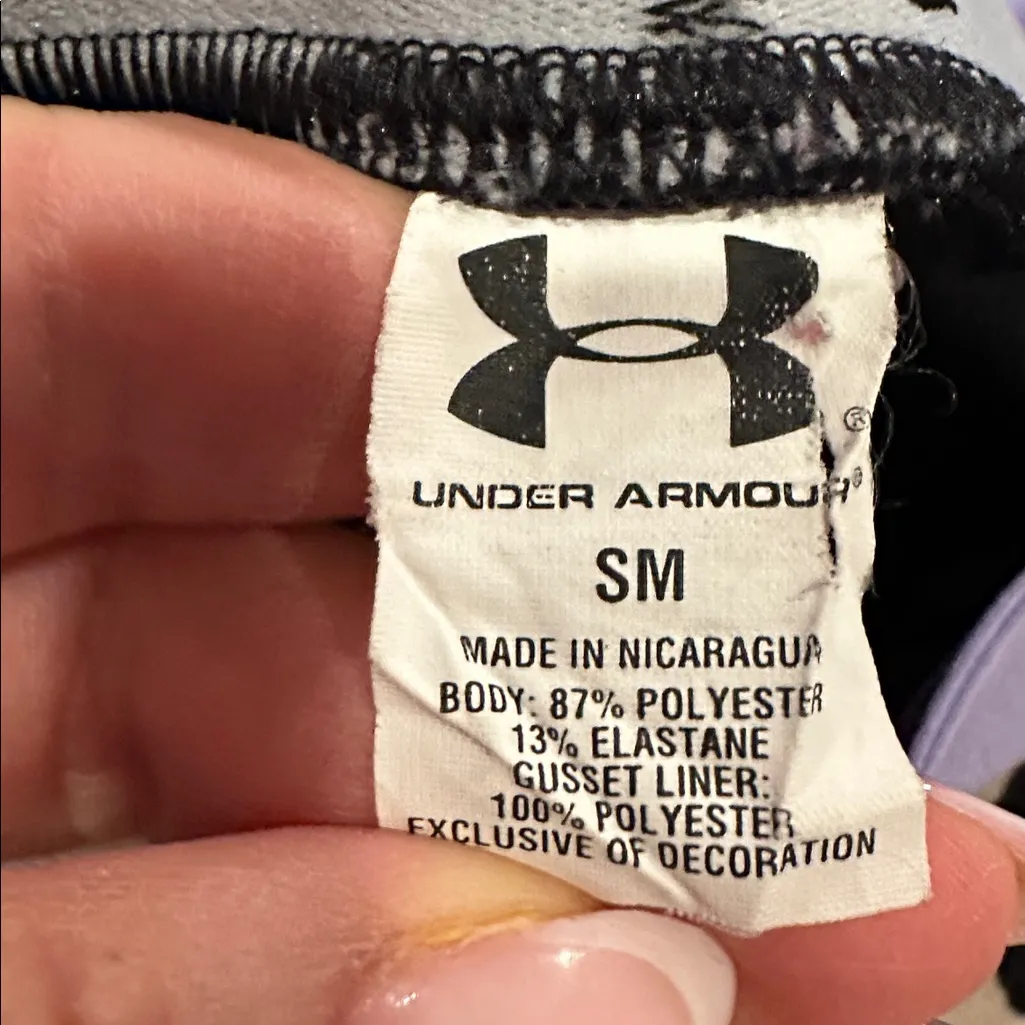 ®
UNDER ARMOUR®
SM
MADE IN NICARAGUA
BODY: 87% POLYESTER
13% ELASTANE
GUSSET LINER:
100% POLYESTER
EXCLUSIVE OF DECORATION